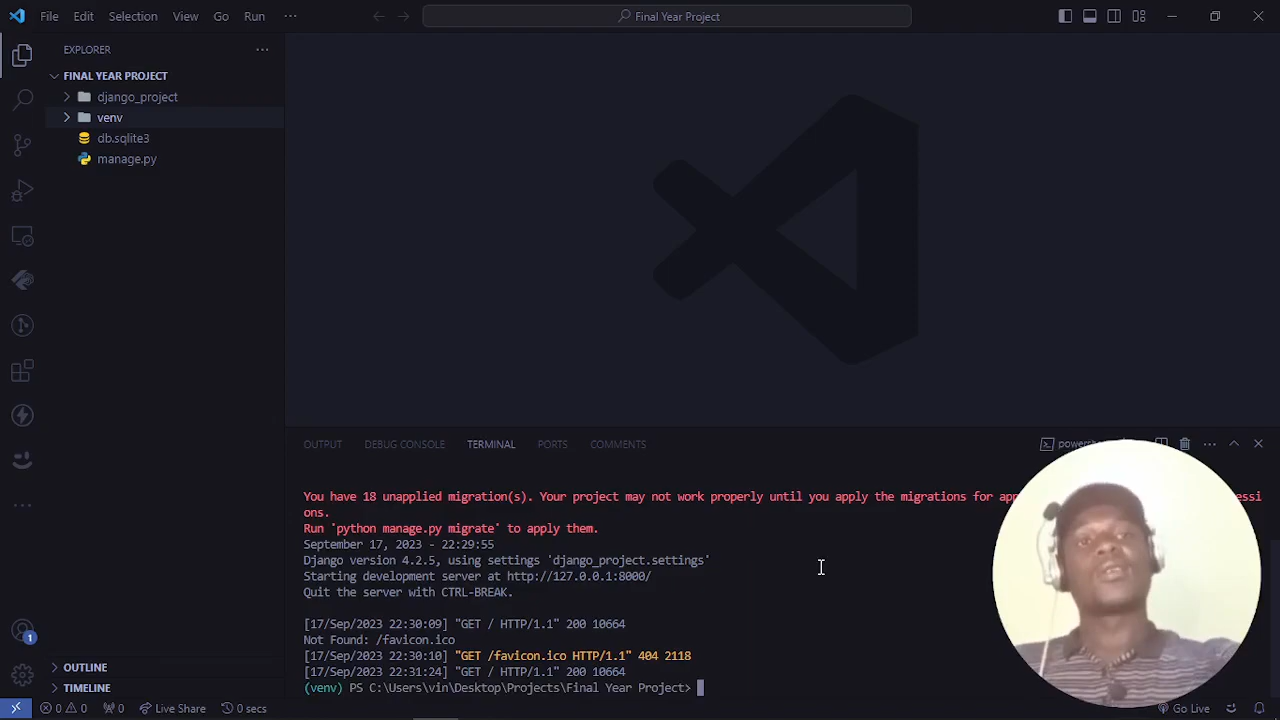 File Edit Selection View Go Run ···
Final Year Project
EXPLORER
FINAL YEAR PROJECT
django_project
venv
db.sqlite3
manage.py
OUTPUT DEBUG CONSOLE TERMINAL PORTS COMMENTS
You have 18 unapplied migration(s). Your project may not work properly until you apply the migrations for
ons.
Run 'python manage.py migrate' to apply them.
September 17, 2023 - 22:29:55
Django version 4.2.5, using settings 'django_project.settings'
Starting development server at http://127.0.0.1:8000/
Quit the server with CTRL-BREAK.
[17/Sep/2023 22:30:09] "GET / HTTP/1.1" 200 10664
Not Found: /favicon.ico
[17/Sep/2023 22:30:10] "GET /favicon.ico HTTP/1.1" 404 2118
[17/Sep/2023 22:31:24] "GET / HTTP/1.1" 200 10664
(venv) PS C:\Users\vin\Desktop\Projects\Final Year Project>
OUTLINE
TIMELINE
1
0 0 0 Live Share 0 secs Go Live